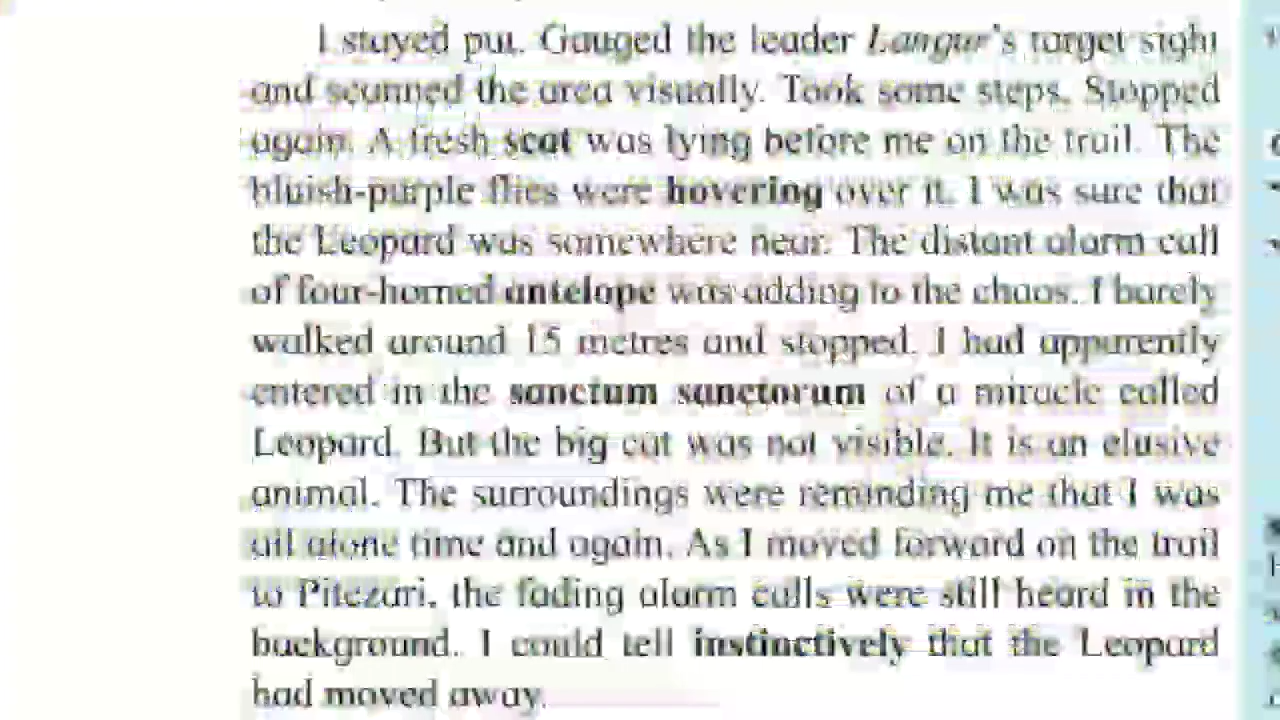 I stayed put. Gauged the leader Langur's target sight
and scanned the area visually. Took some steps. Stopped
again. A fresh scat was lying before me on the trail. The
bluish-purple flies were hovering over it. I was sure that
the Leopard was somewhere near. The distant alarm call
of four-horned antelope was adding to the chaos. I barely
walked around 15 metres and stopped. I had apparently
entered in the sanctum sanctorum of a miracle called
Leopard. But the big cat was not visible. It is an elusive
animal. The surroundings were reminding me that I was
all alone time and again. As I moved forward on the trail
to Pitezari, the fading alarm calls were still heard in the
background. I could tell instinctively that the Leopard
had moved away.